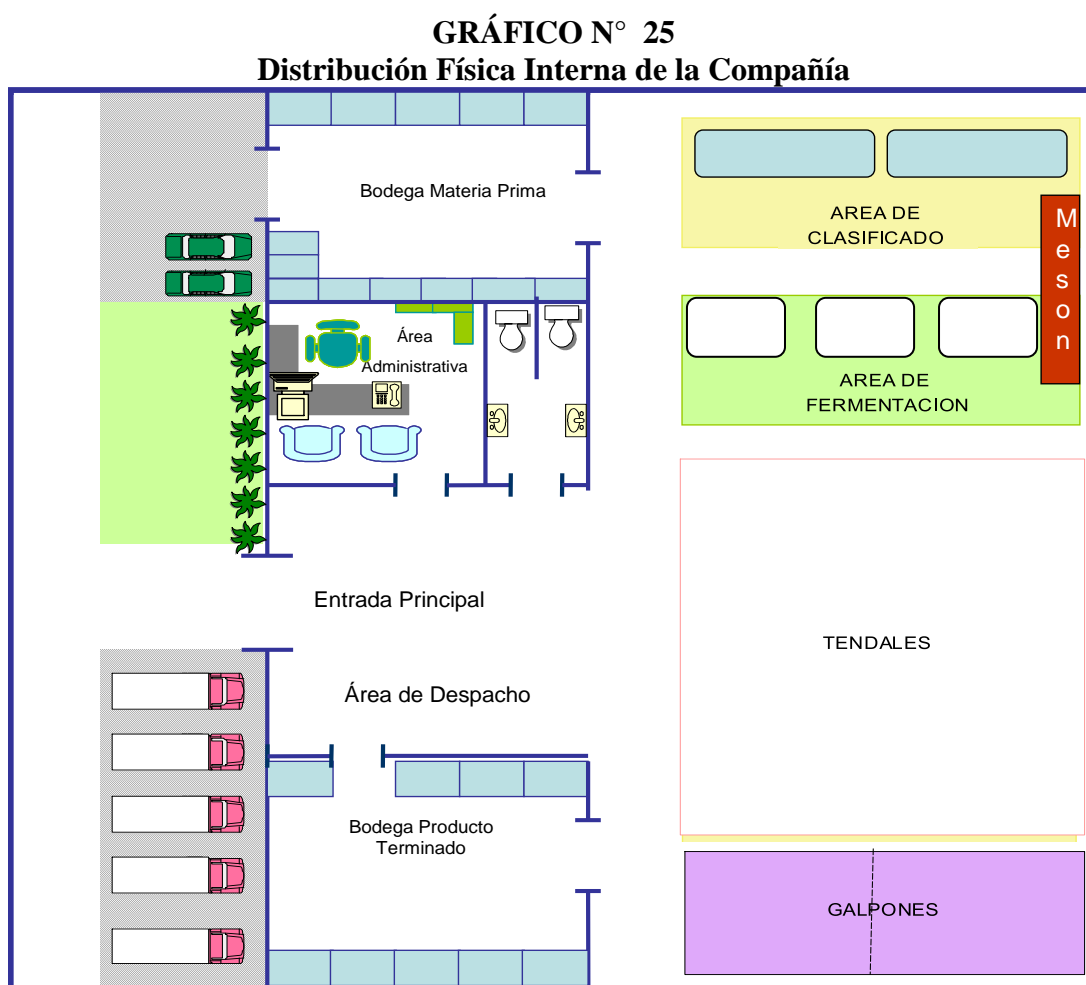 GRÁFICO N° 25
Distribución Física Interna de la Compañía
Bodega Materia Prima
AREA DE
CLASIFICADO
Meson
Área
Administrativa
AREA DE
FERMENTACION
Entrada Principal
TENDALES
Área de Despacho
Bodega Producto
Terminado
GALPONES